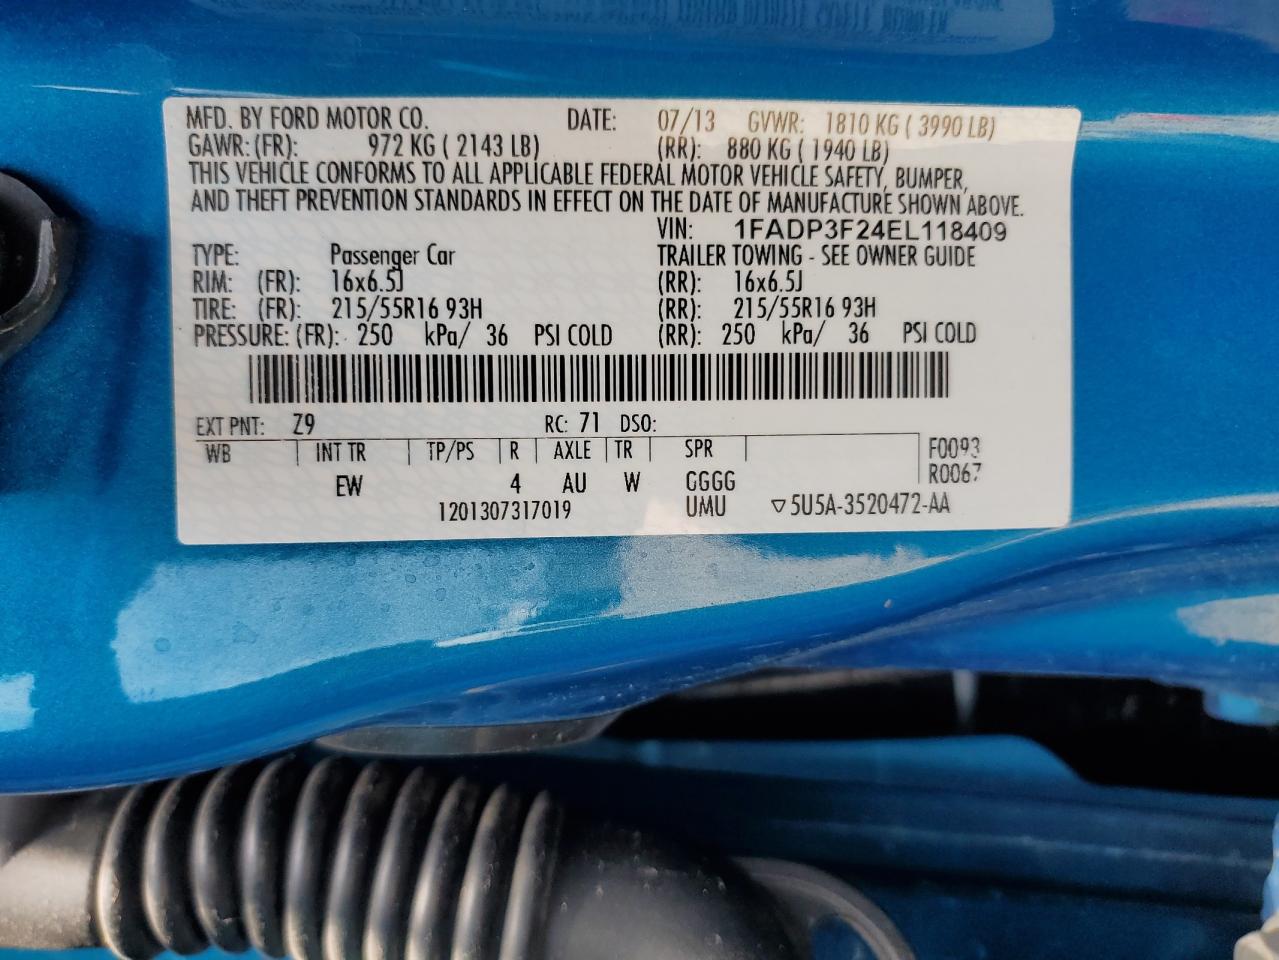 MFD. BY FORD MOTOR CO. DATE: 07/13 GVWR: 1810 KG ( 3990 LB)
GAWR: (FR): 972 KG ( 2143 LB) (RR): 880 KG ( 1940 LB)
THIS VEHICLE CONFORMS TO ALL APPLICABLE FEDERAL MOTOR VEHICLE SAFETY, BUMPER,
AND THEFT PREVENTION STANDARDS IN EFFECT ON THE DATE OF MANUFACTURE SHOWN ABOVE.
VIN: 1FADP3F24EL118409
TYPE: Passenger Car TRAILER TOWING - SEE OWNER GUIDE
RIM: (FR): 16x6.5J (RR): 16x6.5J
TIRE: (FR): 215/55R16 93H (RR): 215/55R16 93H
PRESSURE: (FR): 250 kPa/ 36 PSI COLD (RR): 250 kPa/ 36 PSI COLD
EXT PNT: Z9 RC: 71 DSO:
WB INT TR TP/PS R AXLE TR SPR F0093
EW 4 AU W GGGG R0067
1201307317019 UMU ▽5U5A-3520472-AA